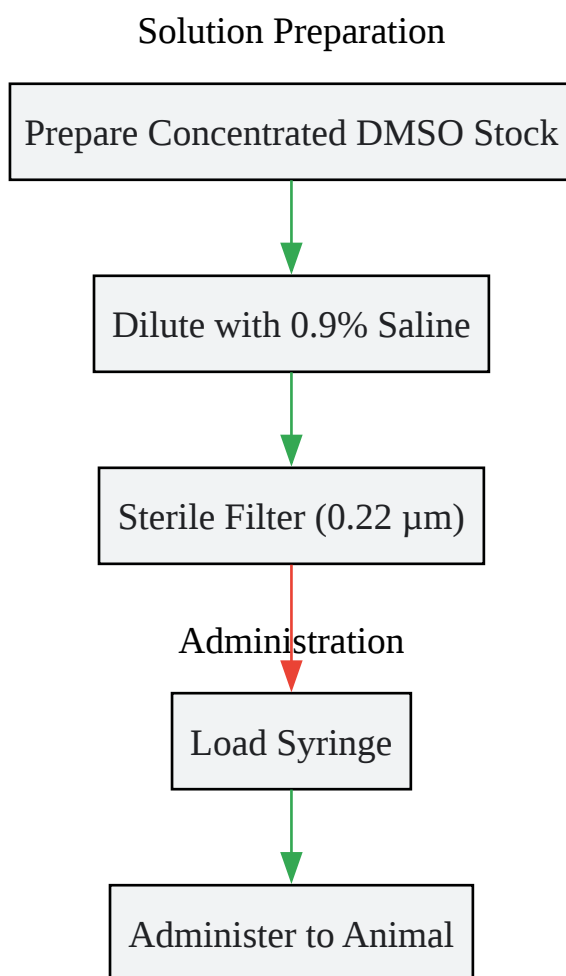 Solution Preparation
Prepare Concentrated DMSO Stock
Dilute with 0.9% Saline
Sterile Filter (0.22 µm)
Administration
Load Syringe
Administer to Animal